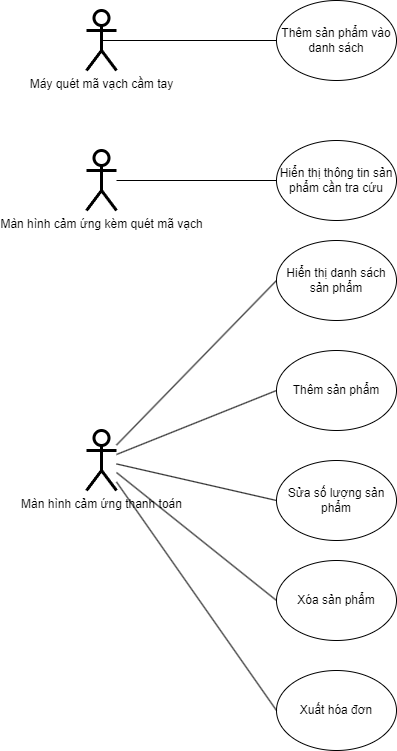 Thêm sản phẩm vào
danh sách
Máy quét mã vạch cầm tay
Hiển thị thông tin sản
phẩm cần tra cứu
Màn hình cảm ứng kèm quét mã vạch
Hiển thị danh sách
sản phẩm
Thêm sản phẩm
Màn hình cảm ứng thanh toán
Sửa số lượng sản
phẩm
Xóa sản phẩm
Xuất hóa đơn